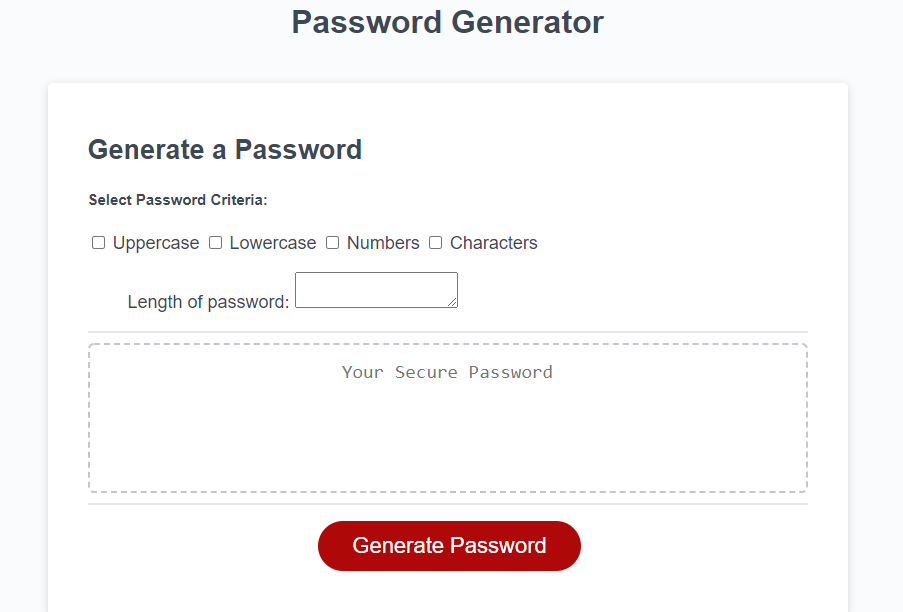 Password Generator
Generate a Password
Select Password Criteria:
Uppercase Lowercase Numbers Characters
Length of password:
Your Secure Password
Generate Password